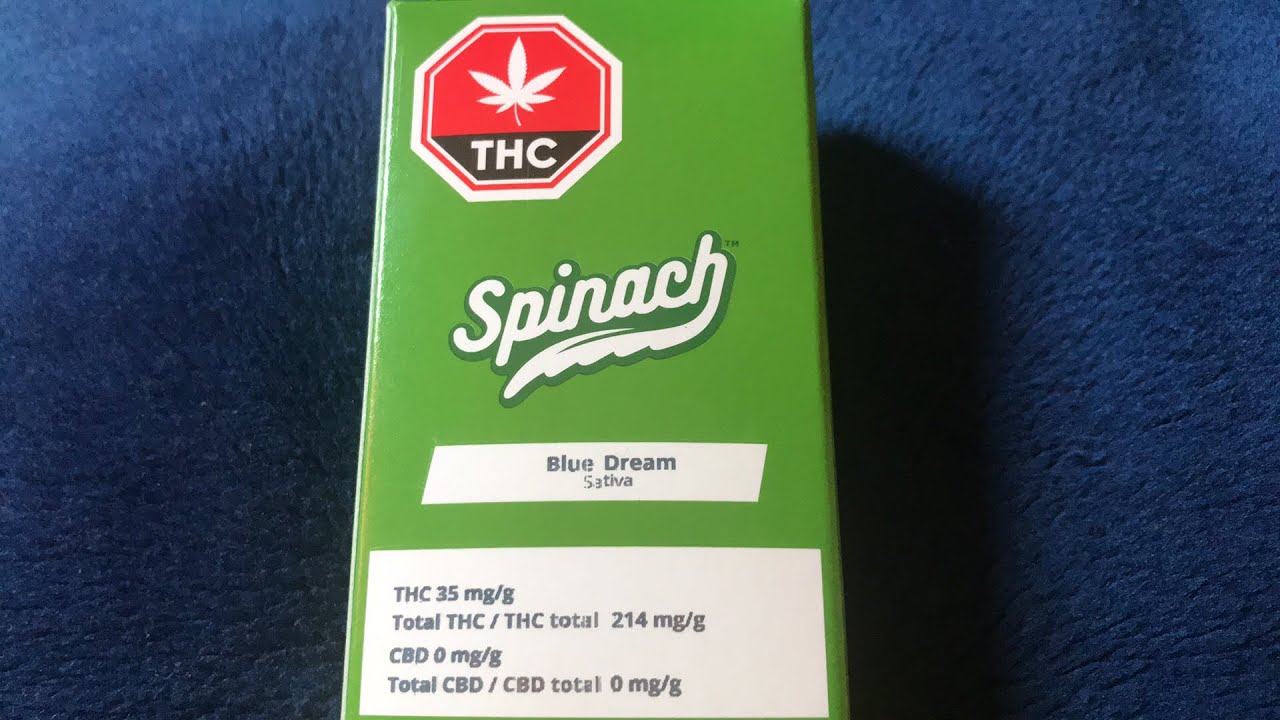 THC
Spinach™
Blue Dream
Sativa
THC 35 mg/g
Total THC / THC total 214 mg/g
CBD 0 mg/g
Total CBD / CBD total 0 mg/g